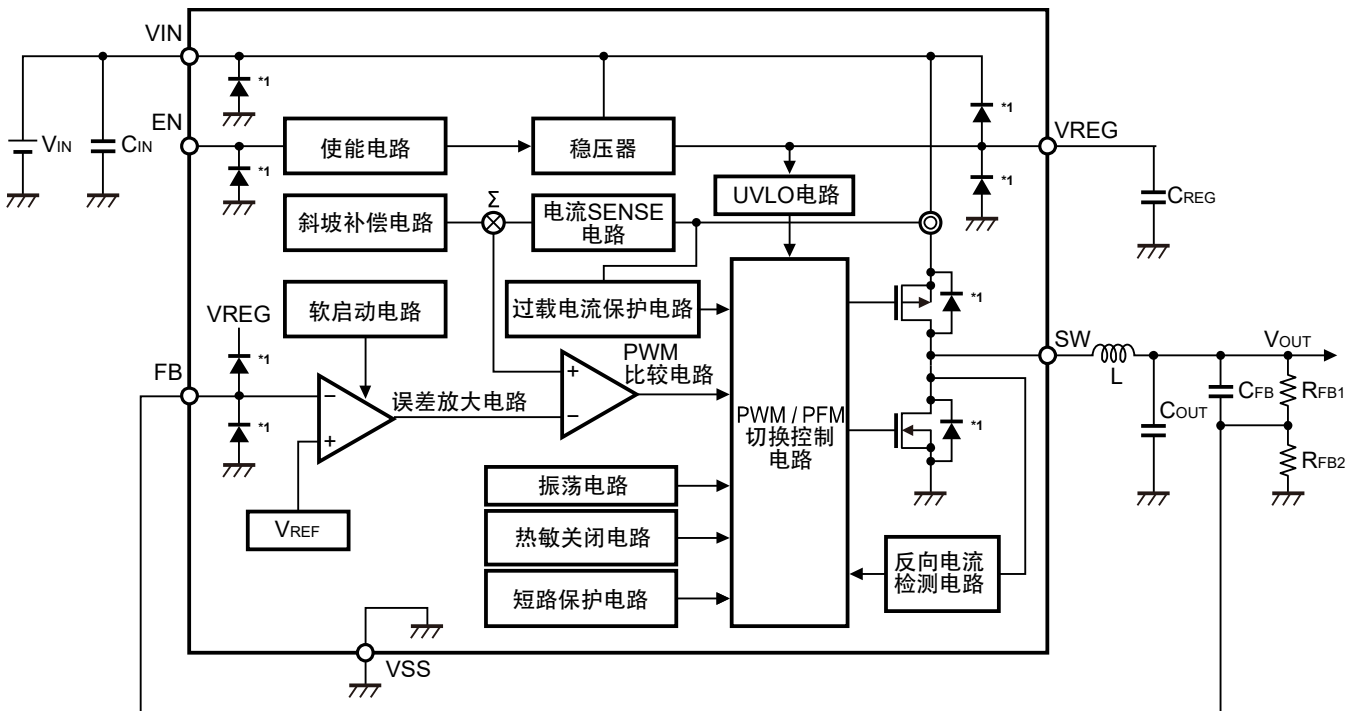 VIN
*1
*1
EN
VREG
*1
*1
VIN
CIN
使能电路
稳压器
UVLO电路
CREG
Σ
斜坡补偿电路
电流SENSE
电路
VREG
*1
软启动电路
过载电流保护电路
*1
SW
VOUT
L
FB
PWM
比较电路
+
−
−
+
误差放大电路
*1
PWM / PFM
切换控制
电路
*1
COUT
CFB
RFB1
RFB2
VREF
振荡电路
热敏关闭电路
短路保护电路
反向电流
检测电路
VSS